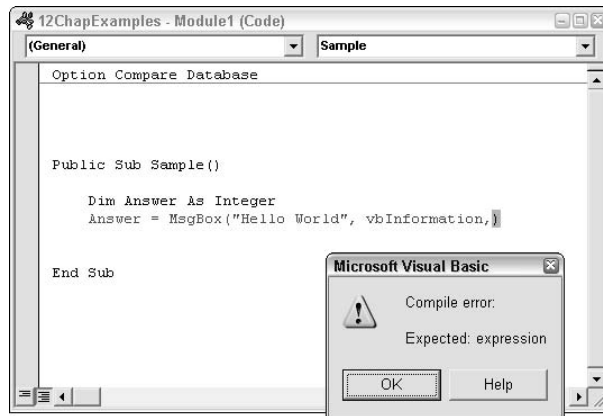 12ChapExamples - Module1 (Code)
(General) Sample
Option Compare Database
Public Sub Sample()
Dim Answer As Integer
Answer = MsgBox("Hello World", vbInformation,)
End Sub
Microsoft Visual Basic
Compile error:
Expected: expression
OK Help